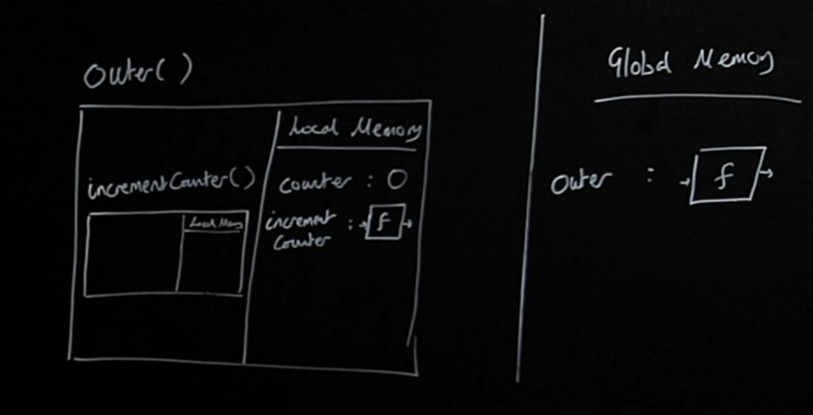 Outer()
Local Memory
incrementCounter()
Local Mem
counter : 0
increment
Counter : f
Global Memory
Outer : f